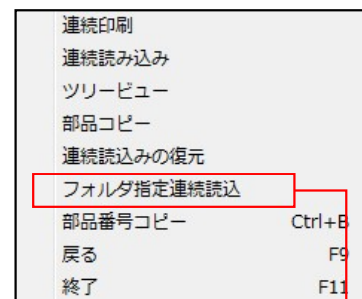 連続印刷
連続読み込み
ツリービュー
部品コピー
連続読込みの復元
フォルダ指定連続読込
部品番号コピー Ctrl+B
戻る F9
終了 F11